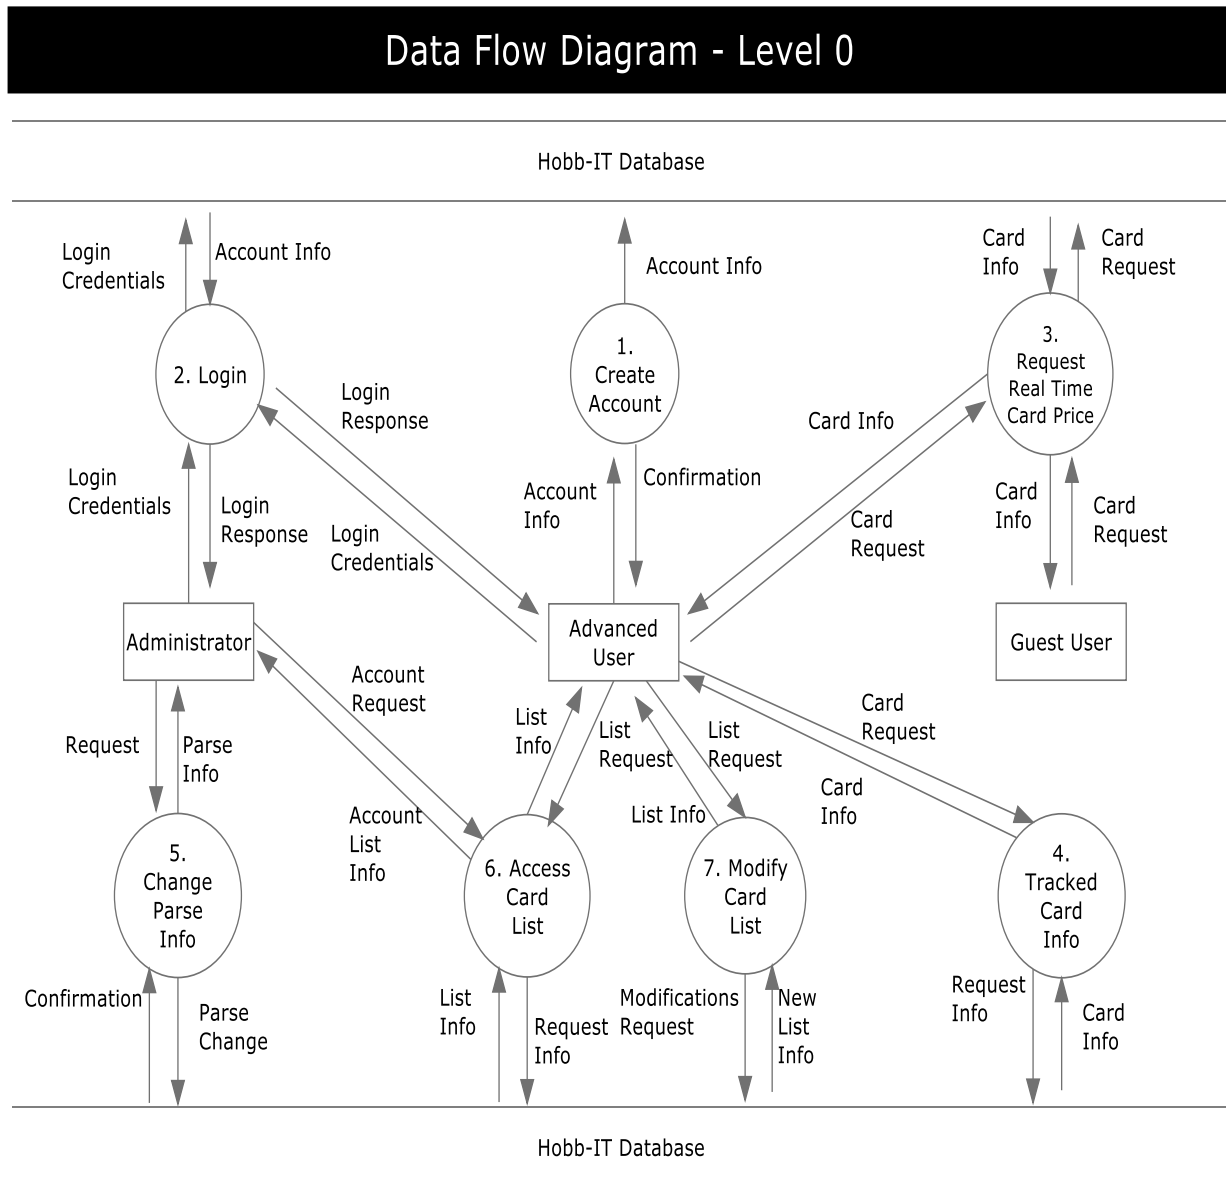 Data Flow Diagram - Level 0
Hobb-IT Database
Login
Credentials
Account Info
Account Info
Card
Info
Card
Request
2. Login
1.
Create
Account
3.
Request
Real Time
Card Price
Login
Response
Card Info
Login
Credentials
Login
Response
Login
Credentials
Account
Info
Confirmation
Card
Request
Card
Info
Card
Request
Administrator
Advanced
User
Guest User
Account
Request
Request
Parse
Info
List
Info
List
Request
List
Request
Card
Request
Account
List
Info
List Info
Card
Info
5.
Change
Parse
Info
6. Access
Card
List
7. Modify
Card
List
4.
Tracked
Card
Info
Confirmation
Parse
Change
List
Info
Request
Info
Modifications
Request
New
List
Info
Request
Info
Card
Info
Hobb-IT Database